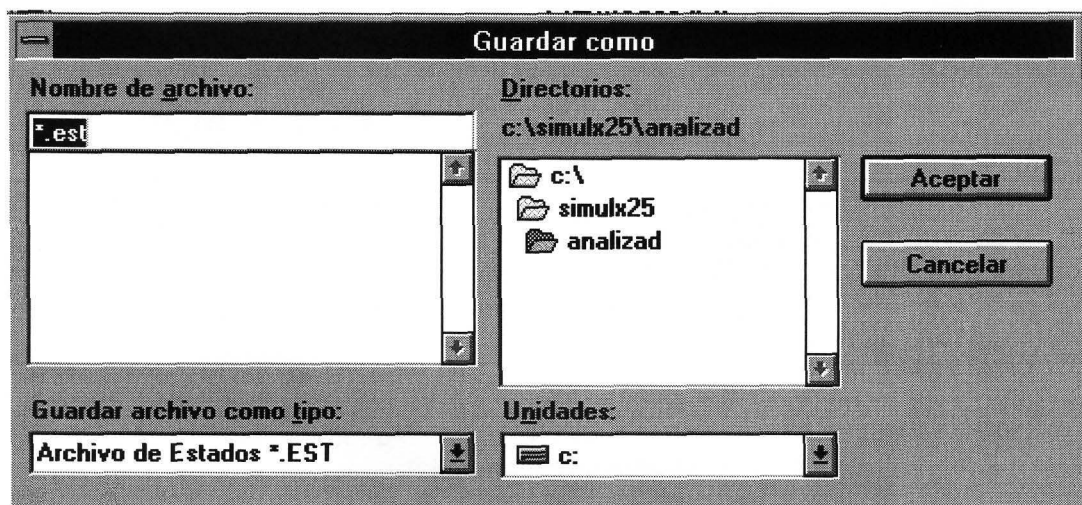 Guardar como
Nombre de archivo:
*.est
Directorios:
c:\simulx25\analizad
c:\
simulx25
analizad
Aceptar
Cancelar
Guardar archivo como tipo:
Archivo de Estados *.EST
Unidades:
c: